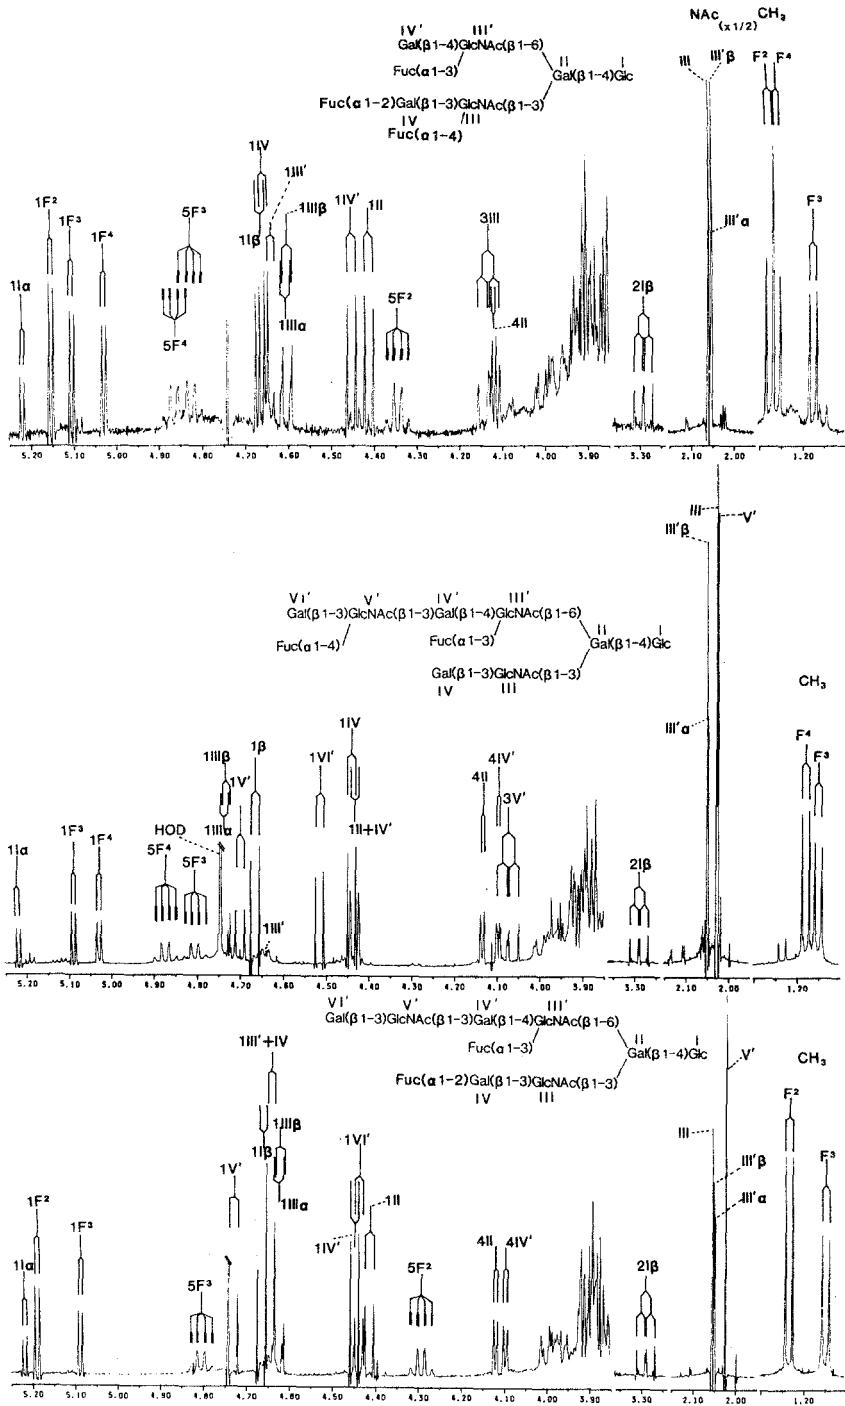 NAc (x1/2) CH₃
IV' III'
Gal(β1-4)GlcNAc(β1-6)
Fuc(α1-3)
II I
Gal(β1-4)Glc
Fuc(α1-2)Gal(β1-3)GlcNAc(β1-3)
IV III
Fuc(α1-4)
III III'β F² F⁴
III'α F³
1IV
1III'
1F² 1F³ 1F⁴ 5F³ 1Iβ 1IIIβ 1IV' 1II 3III
1Iα 5F⁴ 1IIIα 5F² 4II 2Iβ
5.20 5.10 5.00 4.90 4.80 4.70 4.60 4.50 4.40 4.30 4.20 4.10 4.00 3.90 3.30 2.10 2.00 1.20
III
V'
III'β
VI' V' IV' III'
Gal(β1-3)GlcNAc(β1-3)Gal(β1-4)GlcNAc(β1-6)
Fuc(α1-4) Fuc(α1-3)
II I
Gal(β1-4)Glc
Gal(β1-3)GlcNAc(β1-3)
IV III
CH₃
III'α
F⁴ F³
1IIIβ 1β 1IV
1V' 1VI' 4IV'
HOD 1IIIα 1II+IV' 4II 3V'
1Iα 1F³ 1F⁴ 5F⁴ 5F³ 1III' 2Iβ
5.20 5.10 5.00 4.90 4.80 4.70 4.60 4.50 4.40 4.30 4.20 4.10 4.00 3.90 3.30 2.10 2.00 1.20
VI' V' IV' III'
Gal(β1-3)GlcNAc(β1-3)Gal(β1-4)GlcNAc(β1-6)
Fuc(α1-3)
II I
Gal(β1-4)Glc
Fuc(α1-2)Gal(β1-3)GlcNAc(β1-3)
IV III
V' CH₃
1III'+IV
III F²
1IIIβ
1Iβ 1VI' III'β F³
1V' 1IIIα 1II III'α
1Iα 1F² 1F³ 5F³ 1IV' 5F² 4II 4IV' 2Iβ
5.20 5.10 5.00 4.90 4.80 4.70 4.60 4.50 4.40 4.30 4.20 4.10 4.00 3.90 3.30 2.10 2.00 1.20